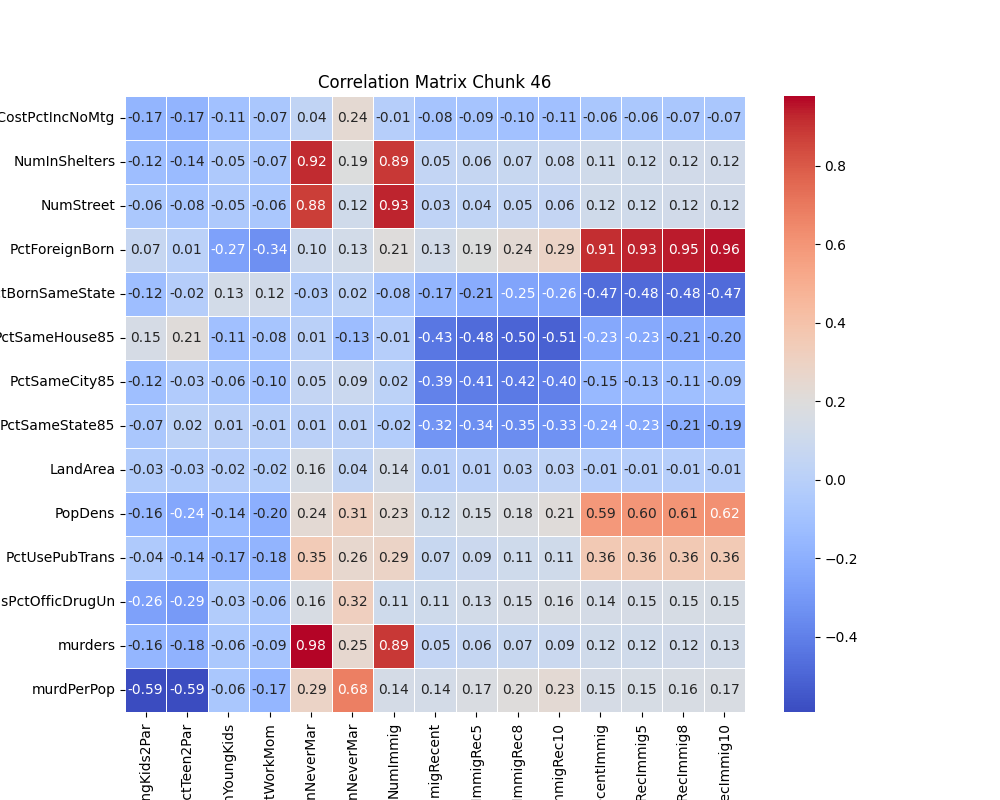 Correlation Matrix Chunk 46
CostPctIncNoMtg -0.17 -0.17 -0.11 -0.07 0.04 0.24 -0.01 -0.08 -0.09 -0.10 -0.11 -0.06 -0.06 -0.07 -0.07
NumInShelters -0.12 -0.14 -0.05 -0.07 0.92 0.19 0.89 0.05 0.06 0.07 0.08 0.11 0.12 0.12 0.12
NumStreet -0.06 -0.08 -0.05 -0.06 0.88 0.12 0.93 0.03 0.04 0.05 0.06 0.12 0.12 0.12 0.12
PctForeignBorn 0.07 0.01 -0.27 -0.34 0.10 0.13 0.21 0.13 0.19 0.24 0.29 0.91 0.93 0.95 0.96
tBornSameState -0.12 -0.02 0.13 0.12 -0.03 0.02 -0.08 -0.17 -0.21 -0.25 -0.26 -0.47 -0.48 -0.48 -0.47
PctSameHouse85 0.15 0.21 -0.11 -0.08 0.01 -0.13 -0.01 -0.43 -0.48 -0.50 -0.51 -0.23 -0.23 -0.21 -0.20
PctSameCity85 -0.12 -0.03 -0.06 -0.10 0.05 0.09 0.02 -0.39 -0.41 -0.42 -0.40 -0.15 -0.13 -0.11 -0.09
PctSameState85 -0.07 0.02 0.01 -0.01 0.01 0.01 -0.02 -0.32 -0.34 -0.35 -0.33 -0.24 -0.23 -0.21 -0.19
LandArea -0.03 -0.03 -0.02 -0.02 0.16 0.04 0.14 0.01 0.01 0.03 0.03 -0.01 -0.01 -0.01 -0.01
PopDens -0.16 -0.24 -0.14 -0.20 0.24 0.31 0.23 0.12 0.15 0.18 0.21 0.59 0.60 0.61 0.62
PctUsePubTrans -0.04 -0.14 -0.17 -0.18 0.35 0.26 0.29 0.07 0.09 0.11 0.11 0.36 0.36 0.36 0.36
sPctOfficDrugUn -0.26 -0.29 -0.03 -0.06 0.16 0.32 0.11 0.11 0.13 0.15 0.16 0.14 0.15 0.15 0.15
murders -0.16 -0.18 -0.06 -0.09 0.98 0.25 0.89 0.05 0.06 0.07 0.09 0.12 0.12 0.12 0.13
murdPerPop -0.59 -0.59 -0.06 -0.17 0.29 0.68 0.14 0.14 0.17 0.20 0.23 0.15 0.15 0.16 0.17
ngKids2Par
ctTeen2Par
nYoungKids
tWorkMom
nNeverMar
nNeverMar
NumImmig
migRecent
ImmigRec5
ImmigRec8
mmigRec10
centImmig
RecImmig5
RecImmig8
ecImmig10
0.8
0.6
0.4
0.2
0.0
−0.2
−0.4